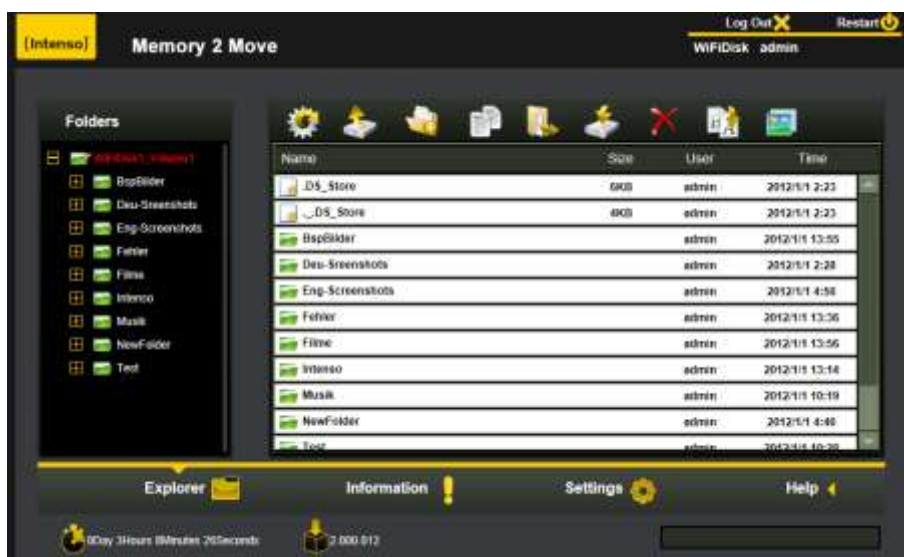 Log Out Restart
(Intenso) Memory 2 Move
WiFiDisk admin
Folders
BspBilder
Deu-Sreenshots
Eng-Screenshots
Fehler
Filme
Intenso
Musik
NewFolder
Test
Name Size User Time
.DS_Store 6KB admin 2012/1/1 2:23
._.DS_Store 4KB admin 2012/1/1 2:23
BspBilder admin 2012/1/1 13:55
Deu-Sreenshots admin 2012/1/1 2:28
Eng-Screenshots admin 2012/1/1
Fehler admin 2012/1/1 13:36
Filme admin 2012/1/1 13:56
Intenso admin 2012/1/1 13:14
Musik admin 2012/1/1 10:19
NewFolder admin 2012/1/1
Test admin
Explorer Information Settings Help
0Day 3Hours 8Minutes 26Seconds 2.000.012